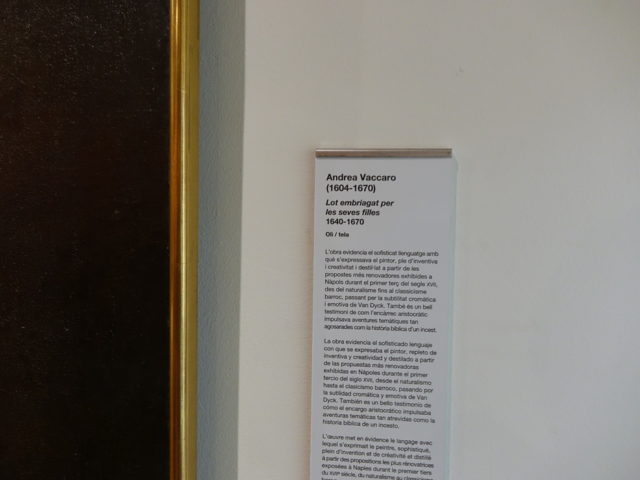 Andrea Vaccaro
(1604-1670)
Lot embriagat per
les seves filles
1640-1670
Oli / tela
L'obra evidencia el sofisticat llenguatge amb
què s'expressava el pintor, ple d'inventiva
i creativitat i destil·lat a partir de les
propostes més renovadores exhibides a
Nàpols durant el primer terç del segle XVII,
des del naturalisme fins al classicisme
barroc, passant per la subtilitat cromàtica
i emotiva de Van Dyck. També és un bell
testimoni de com l'encàrrec aristocràtic
impulsava aventures temàtiques tan
agosarades com la història bíblica d'un incest.
La obra evidencia el sofisticado lenguaje
con que se expresaba el pintor, repleto de
inventiva y creatividad y destilado a partir
de las propuestas más renovadoras
exhibidas en Nápoles durante el primer
tercio del siglo XVII, desde el naturalismo
hasta el clasicismo barroco, pasando por
la sutilidad cromática y emotiva de Van
Dyck. También es un bello testimonio de
cómo el encargo aristocrático impulsaba
aventuras temáticas tan atrevidas como la
historia bíblica de un incesto.
L'œuvre met en évidence le langage avec
lequel s'exprimait le peintre, sophistiqué,
plein d'invention et de créativité et distillé
à partir des propositions les plus rénovatrices
exposées à Naples durant le premier tiers
du XVIIe siècle, du naturalisme au classicisme